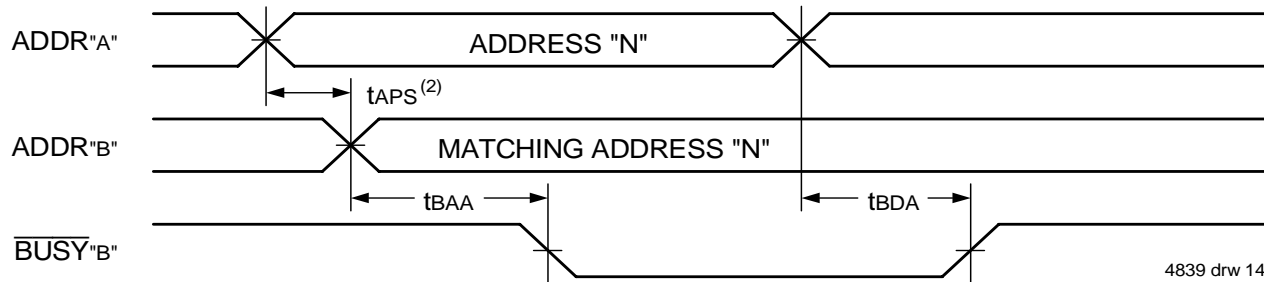 ADDR"A"
ADDRESS "N"
tAPS(2)
ADDR"B"
MATCHING ADDRESS "N"
tBAA
tBDA
BUSY"B"
4839 drw 14